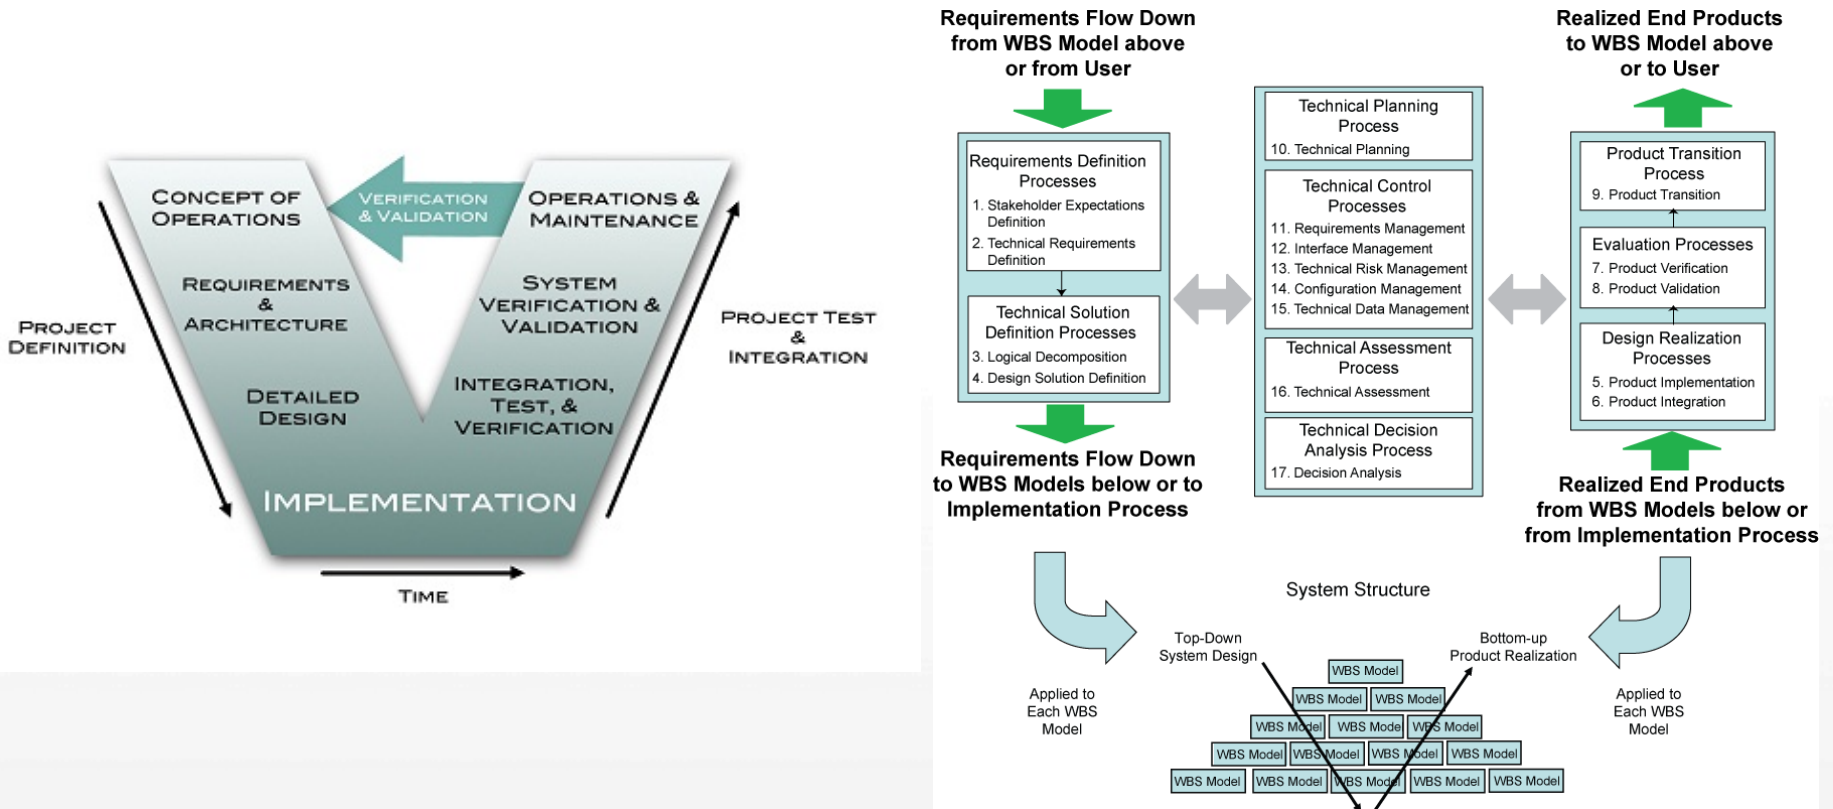 CONCEPT OF
OPERATIONS
VERIFICATION
& VALIDATION
OPERATIONS &
MAINTENANCE
REQUIREMENTS
&
ARCHITECTURE
SYSTEM
VERIFICATION &
VALIDATION
PROJECT
DEFINITION
PROJECT TEST
&
INTEGRATION
DETAILED
DESIGN
INTEGRATION,
TEST, &
VERIFICATION
IMPLEMENTATION
TIME
Requirements Flow Down
from WBS Model above
or from User
Requirements Definition
Processes
1. Stakeholder Expectations
Definition
2. Technical Requirements
Definition
Technical Solution
Definition Processes
3. Logical Decomposition
4. Design Solution Definition
Requirements Flow Down
to WBS Models below or to
Implementation Process
Technical Planning
Process
10. Technical Planning
Technical Control
Processes
11. Requirements Management
12. Interface Management
13. Technical Risk Management
14. Configuration Management
15. Technical Data Management
Technical Assessment
Process
16. Technical Assessment
Technical Decision
Analysis Process
17. Decision Analysis
Realized End Products
to WBS Model above
or to User
Product Transition
Process
9. Product Transition
Evaluation Processes
7. Product Verification
8. Product Validation
Design Realization
Processes
5. Product Implementation
6. Product Integration
Realized End Products
from WBS Models below or
from Implementation Process
System Structure
Top-Down
System Design
Bottom-up
Product Realization
Applied to
Each WBS
Model
Applied to
Each WBS
Model
WBS Model
WBS Model WBS Model
WBS Model WBS Model WBS Model
WBS Model WBS Model WBS Model WBS Model
WBS Model WBS Model WBS Model WBS Model WBS Model